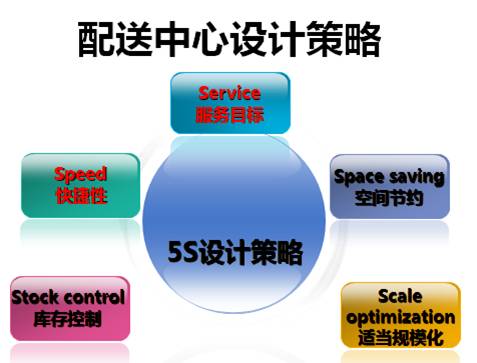 配送中心设计策略
Service
服务目标
Speed
快捷性
Space saving
空间节约
5S设计策略
Stock control
库存控制
Scale
optimization
适当规模化